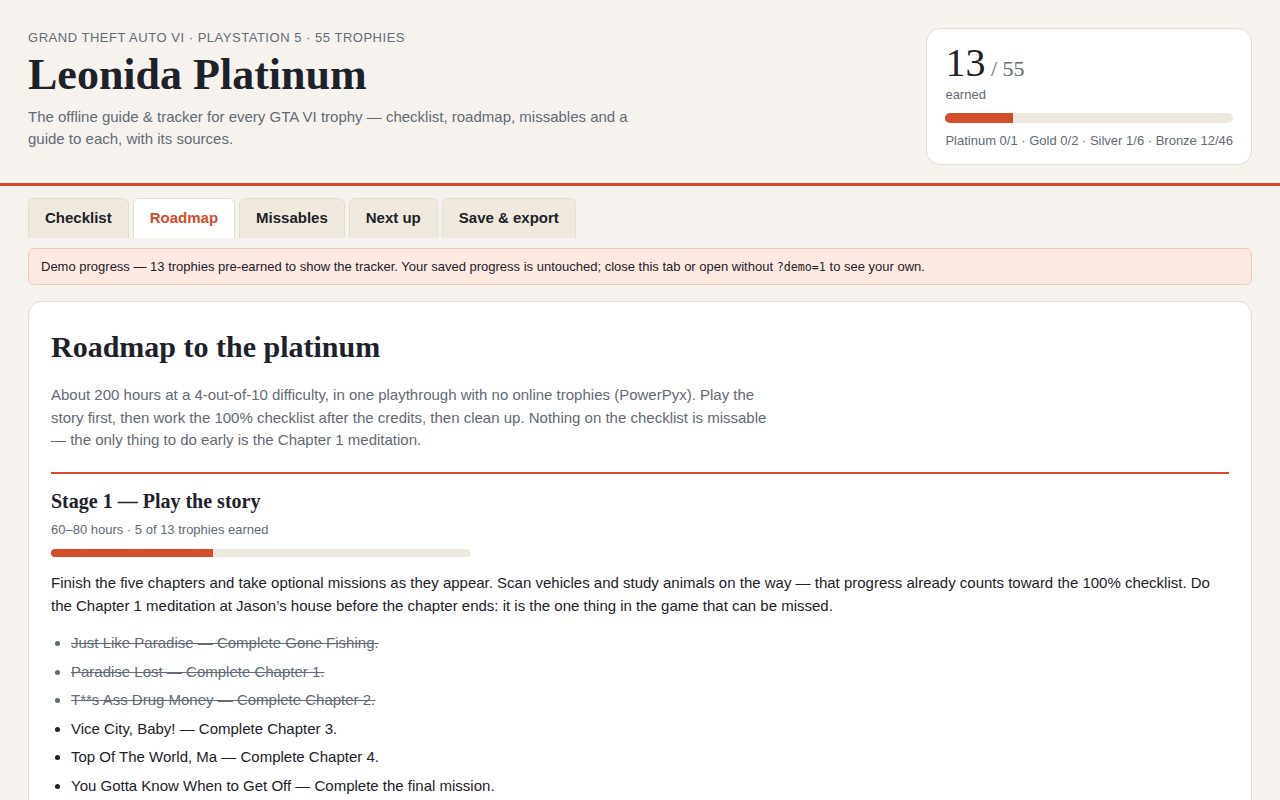 GRAND THEFT AUTO VI · PLAYSTATION 5 · 55 TROPHIES
Leonida Platinum
The offline guide & tracker for every GTA VI trophy — checklist, roadmap, missables and a
guide to each, with its sources.
13 / 55
earned
Platinum 0/1 · Gold 0/2 · Silver 1/6 · Bronze 12/46
Checklist
Roadmap
Missables
Next up
Save & export
Demo progress — 13 trophies pre-earned to show the tracker. Your saved progress is untouched; close this tab or open without ?demo=1 to see your own.
Roadmap to the platinum
About 200 hours at a 4-out-of-10 difficulty, in one playthrough with no online trophies (PowerPyx). Play the
story first, then work the 100% checklist after the credits, then clean up. Nothing on the checklist is missable
— the only thing to do early is the Chapter 1 meditation.
Stage 1 — Play the story
60–80 hours · 5 of 13 trophies earned
Finish the five chapters and take optional missions as they appear. Scan vehicles and study animals on the way — that progress already counts toward the 100% checklist. Do
the Chapter 1 meditation at Jason’s house before the chapter ends: it is the one thing in the game that can be missed.
Just Like Paradise — Complete Gone Fishing.
Paradise Lost — Complete Chapter 1.
T**s Ass Drug Money — Complete Chapter 2.
Vice City, Baby! — Complete Chapter 3.
Top Of The World, Ma — Complete Chapter 4.
You Gotta Know When to Get Off — Complete the final mission.